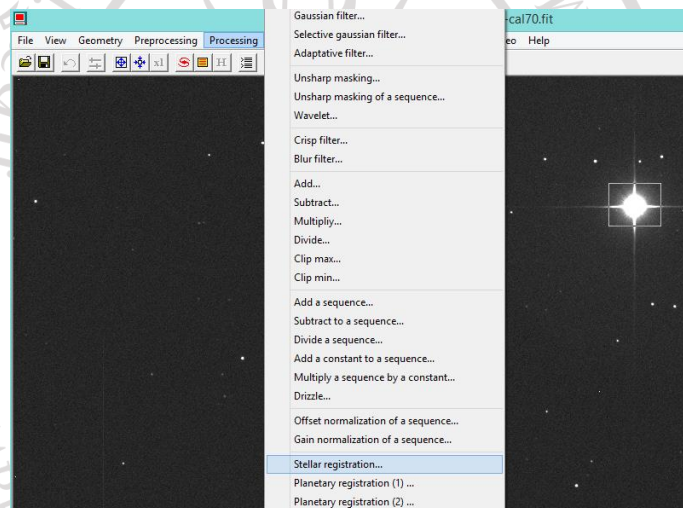 -cal70.fit
File View Geometry Preprocessing Processing eo Help
x1 S H
Gaussian filter...
Selective gaussian filter...
Adaptative filter...
Unsharp masking...
Unsharp masking of a sequence...
Wavelet...
Crisp filter...
Blur filter...
Add...
Subtract...
Multipliy...
Divide...
Clip max...
Clip min...
Add a sequence...
Subtract to a sequence...
Divide a sequence...
Add a constant to a sequence...
Multiply a sequence by a constant...
Drizzle...
Offset normalization of a sequence...
Gain normalization of a sequence...
Stellar registration...
Planetary registration (1) ...
Planetary registration (2) ...